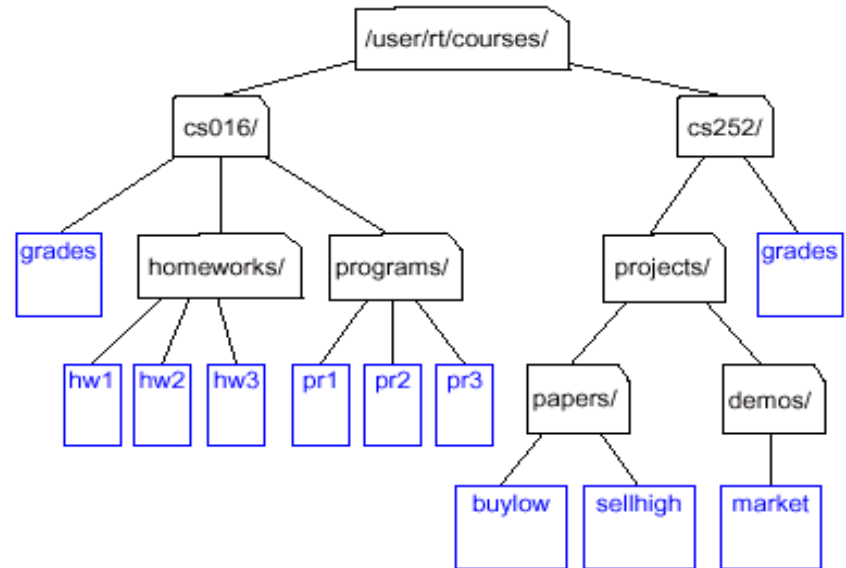 /user/rt/courses/
cs016/
cs252/
grades
homeworks/
programs/
projects/
grades
hw1
hw2
hw3
pr1
pr2
pr3
papers/
demos/
buylow
sellhigh
market